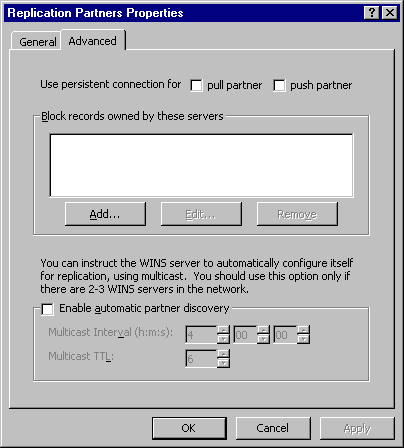 Replication Partners Properties
General Advanced
Use persistent connection for pull partner push partner
Block records owned by these servers
Add... Edit... Remove
You can instruct the WINS server to automatically configure itself
for replication, using multicast. You should use this option only if
there are 2-3 WINS servers in the network.
Enable automatic partner discovery
Multicast Interval (h:m:s): 4 00 00
Multicast TTL: 6
OK Cancel Apply